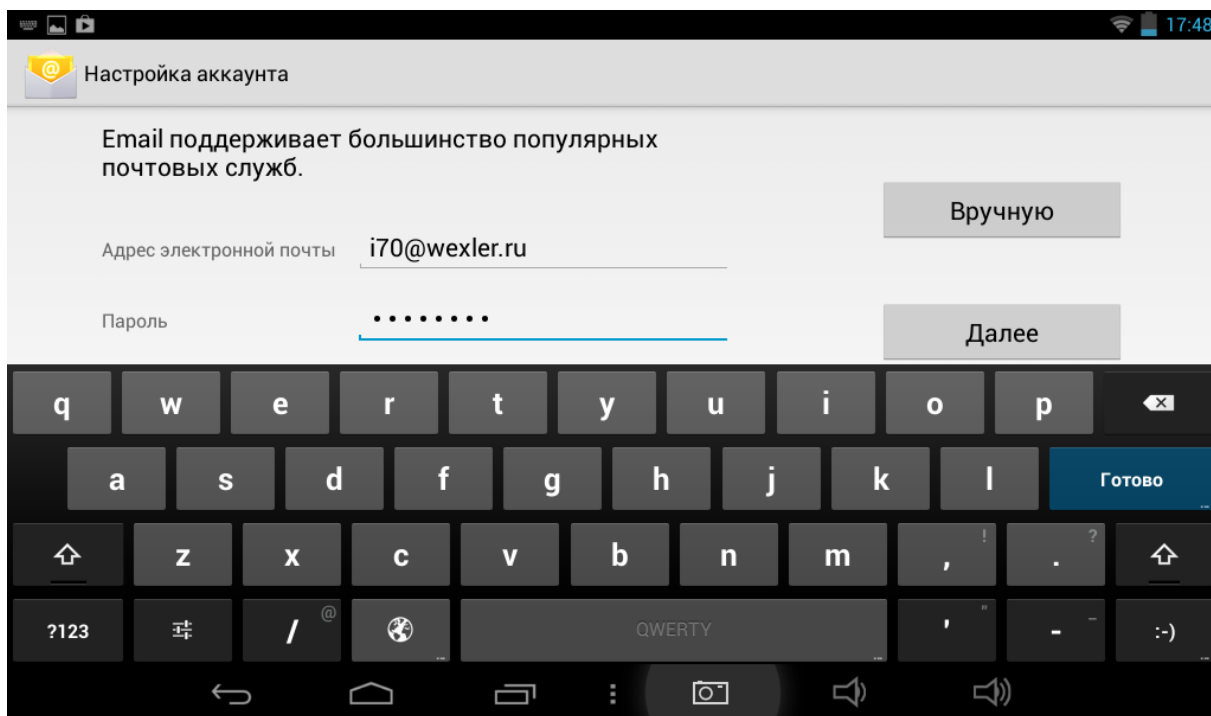 17:48
Настройка аккаунта
Email поддерживает большинство популярных
почтовых служб.
Вручную
Адрес электронной почты i70@wexler.ru
Пароль ••••••••
Далее
q w e r t y u i o p
a s d f g h j k l Готово
z x c v b n m , ! . ?
?123 / @ QWERTY ' " - _ :-)